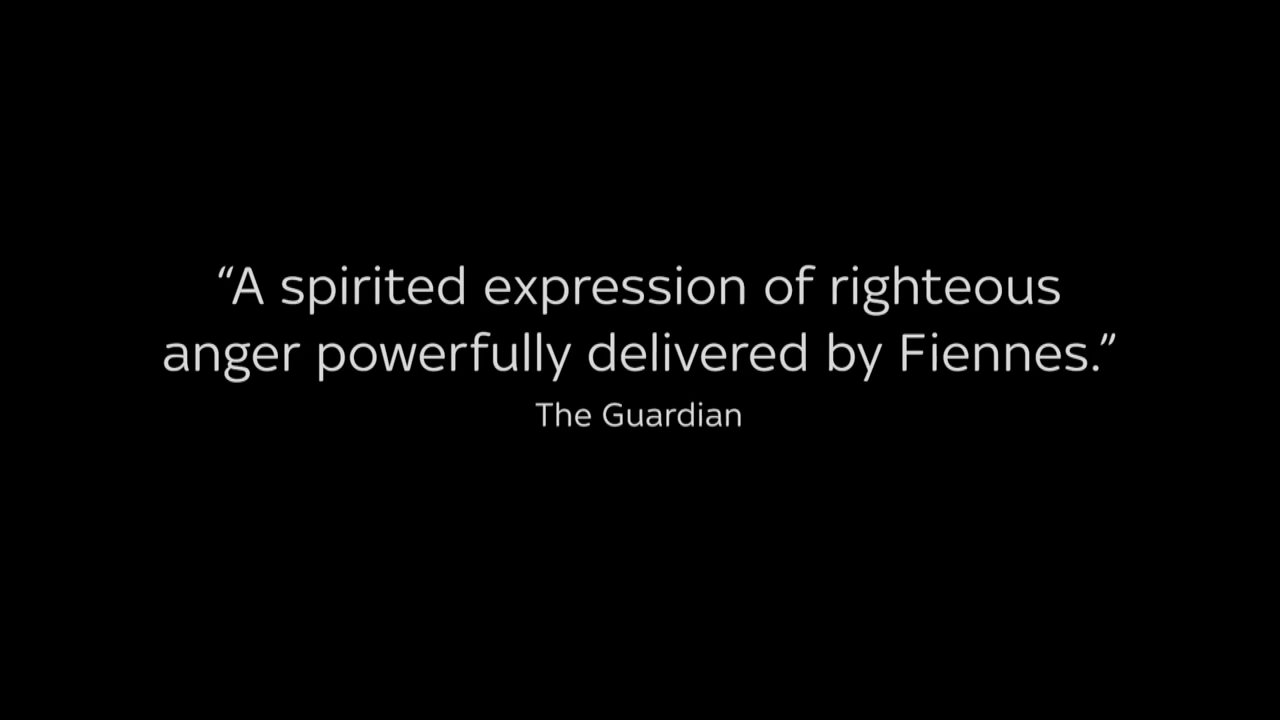 “A spirited expression of righteous
anger powerfully delivered by Fiennes.”
The Guardian